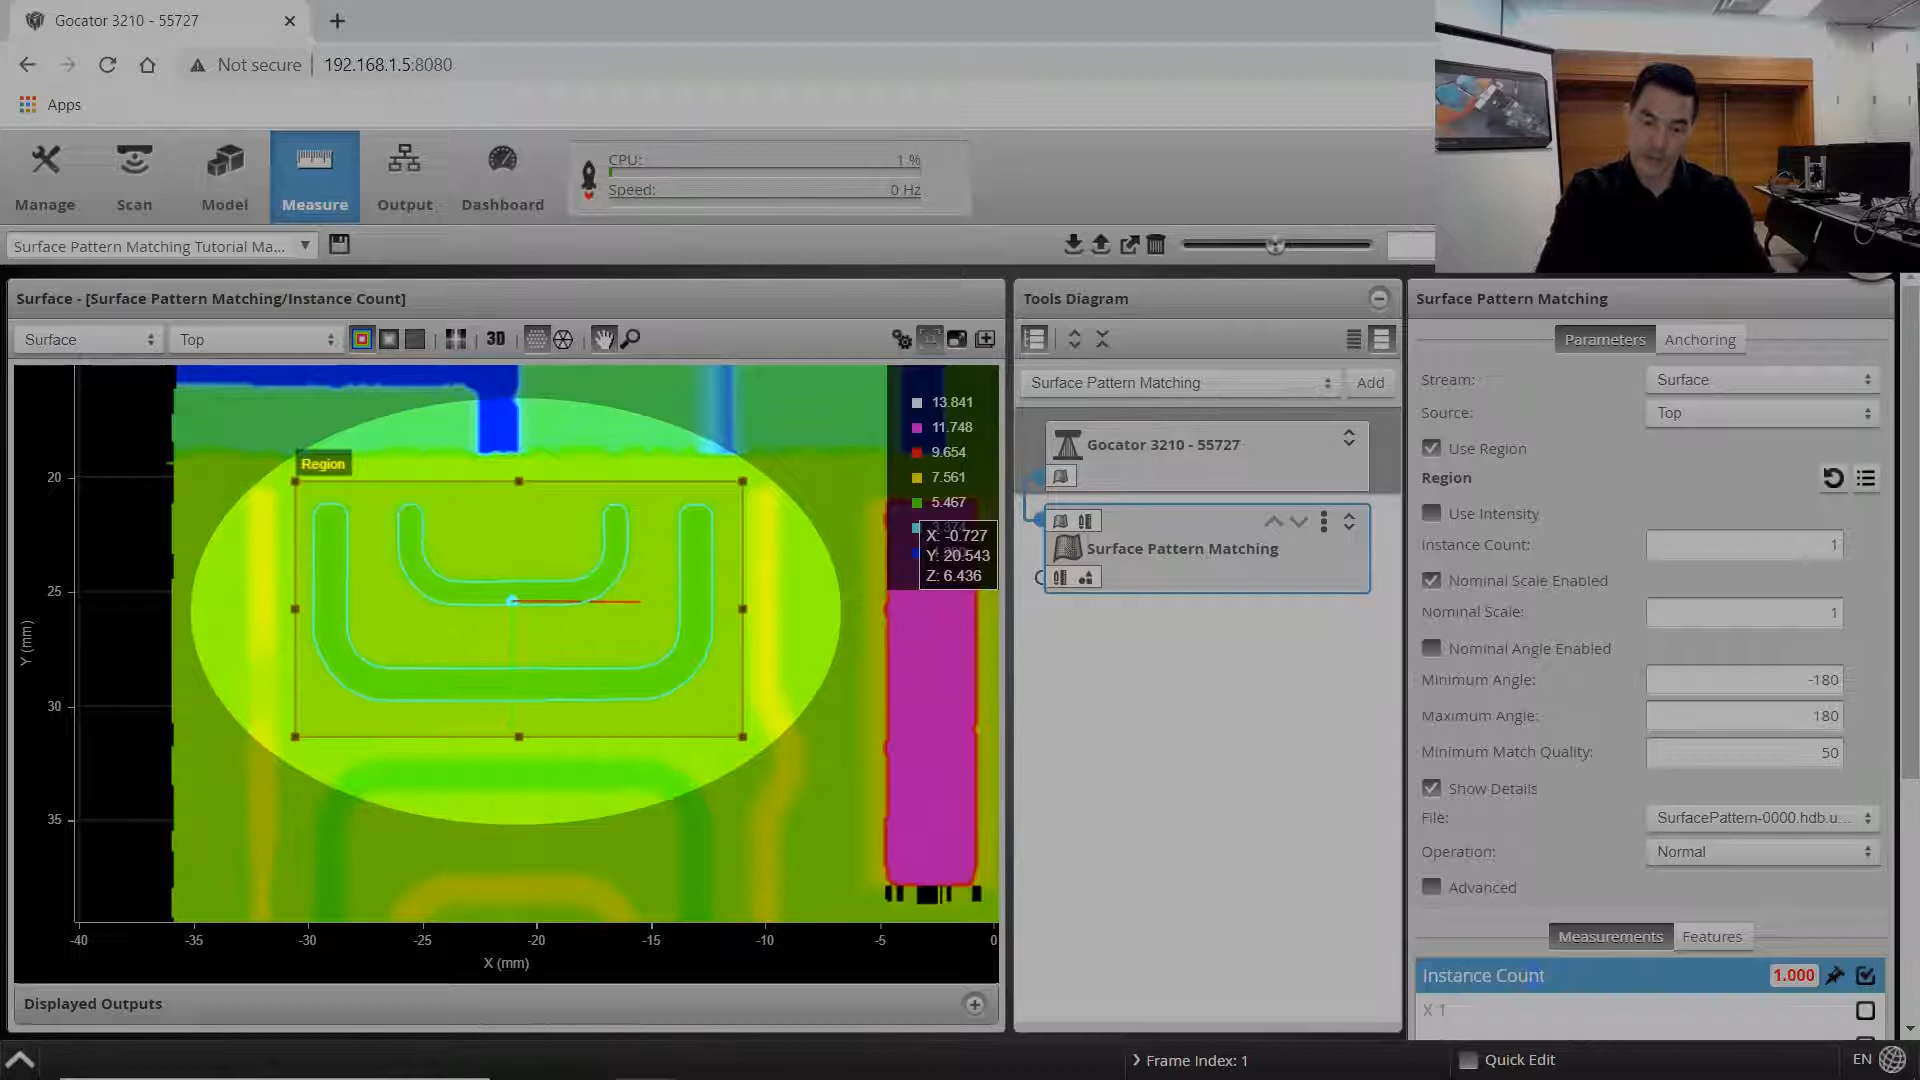 Gocator 3210 - 55727
Not secure 192.168.1.5:8080
Apps
Manage Scan Model Measure Output Dashboard
CPU: 1 %
Speed: 0 Hz
Surface Pattern Matching Tutorial Ma...
Surface - [Surface Pattern Matching/Instance Count]
Surface Top 3D
Region
13.841
11.748
9.654
7.561
5.467
X: -0.727
Y: 20.543
Z: 6.436
20
25
30
35
Y (mm)
-40 -35 -30 -25 -20 -15 -10 -5 0
X (mm)
Displayed Outputs
Tools Diagram
Surface Pattern Matching Add
Gocator 3210 - 55727
Surface Pattern Matching
Surface Pattern Matching
Parameters Anchoring
Stream: Surface
Source: Top
Use Region
Region
Use Intensity
Instance Count: 1
Nominal Scale Enabled
Nominal Scale: 1
Nominal Angle Enabled
Minimum Angle: -180
Maximum Angle: 180
Minimum Match Quality: 50
Show Details
File: SurfacePattern-0000.hdb.u...
Operation: Normal
Advanced
Measurements Features
Instance Count 1.000
X 1
Frame Index: 1
Quick Edit
EN